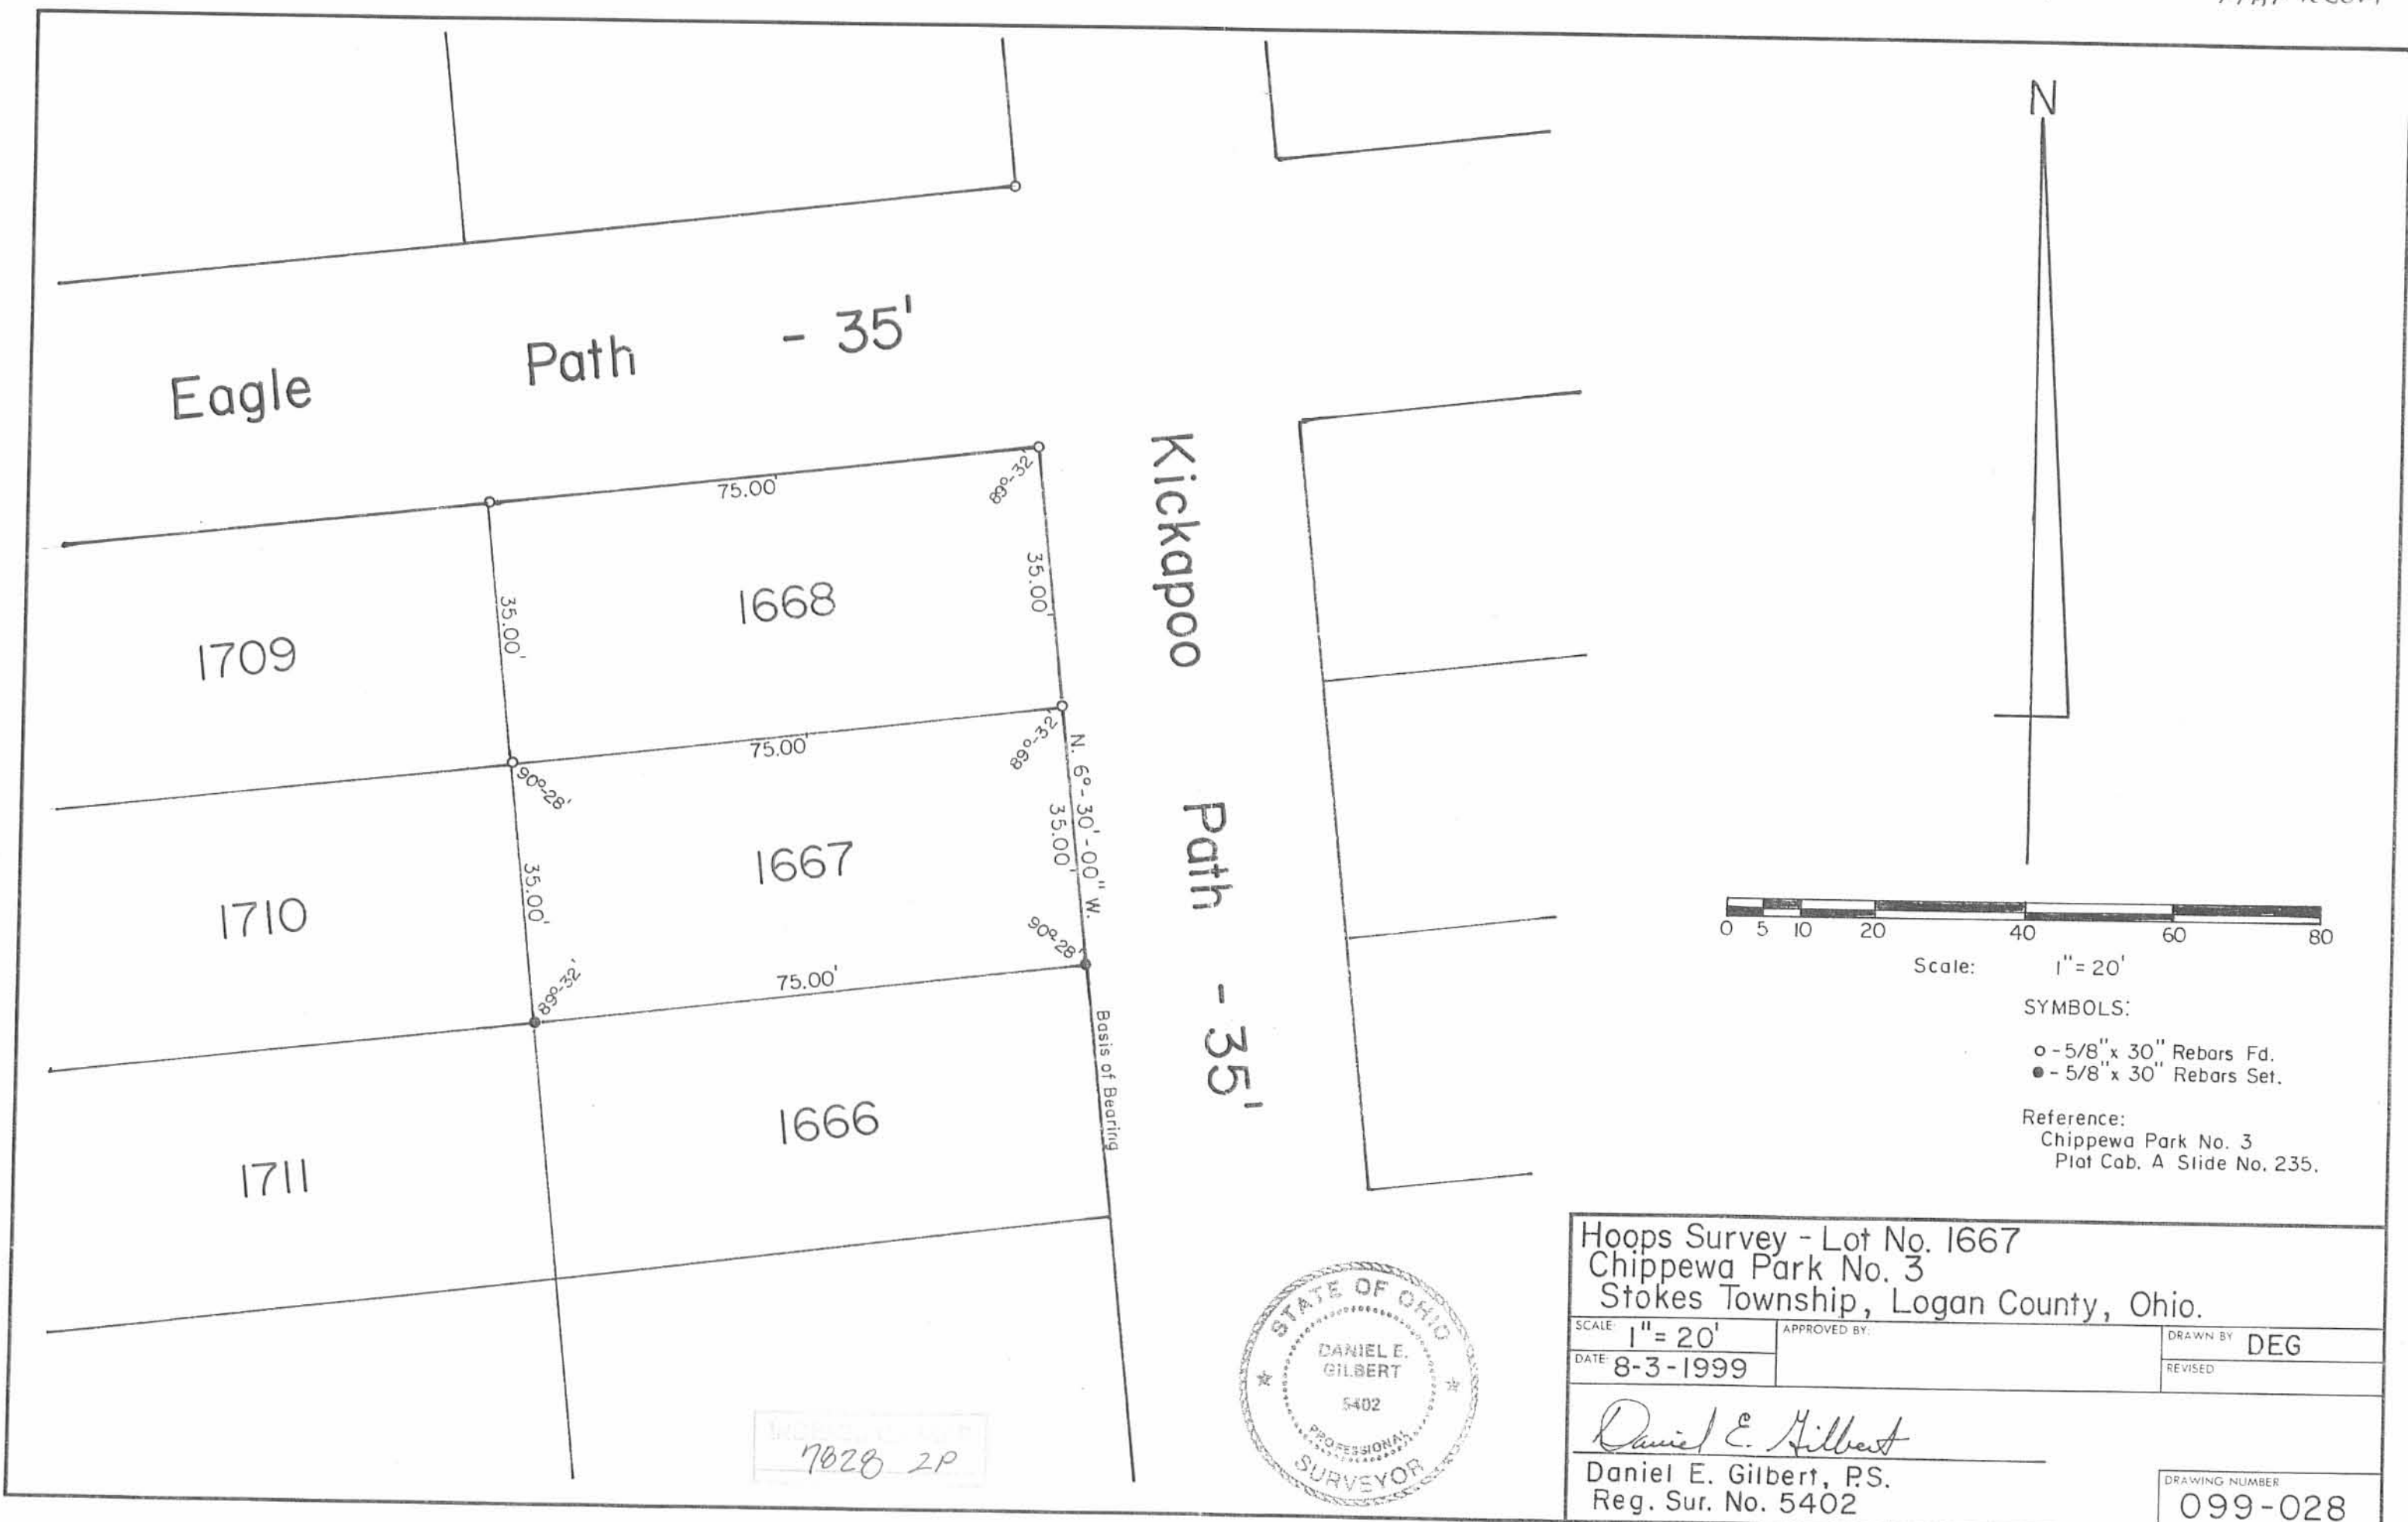 Eagle Path - 35'
Kickapoo Path - 35'
75.00'
89°-32'
35.00'
35.00'
1668
1709
75.00'
89°-32'
90°-28'
N. 6°-30'-00" W.
35.00'
35.00'
1667
1710
90°-28'
75.00'
89°-32'
Basis of Bearing
1666
1711
N
0 5 10 20 40 60 80
Scale: 1"= 20'
SYMBOLS:
o - 5/8" x 30" Rebars Fd.
● - 5/8" x 30" Rebars Set.
Reference:
Chippewa Park No. 3
Plat Cab. A Slide No. 235.
Hoops Survey - Lot No. 1667
Chippewa Park No. 3
Stokes Township, Logan County, Ohio.
SCALE: 1"= 20'
APPROVED BY:
DRAWN BY DEG
DATE: 8-3-1999
REVISED
Daniel E. Gilbert
Daniel E. Gilbert, P.S.
Reg. Sur. No. 5402
DRAWING NUMBER
099-028
STATE OF OHIO
DANIEL E.
GILBERT
5402
PROFESSIONAL
SURVEYOR
7828 2P